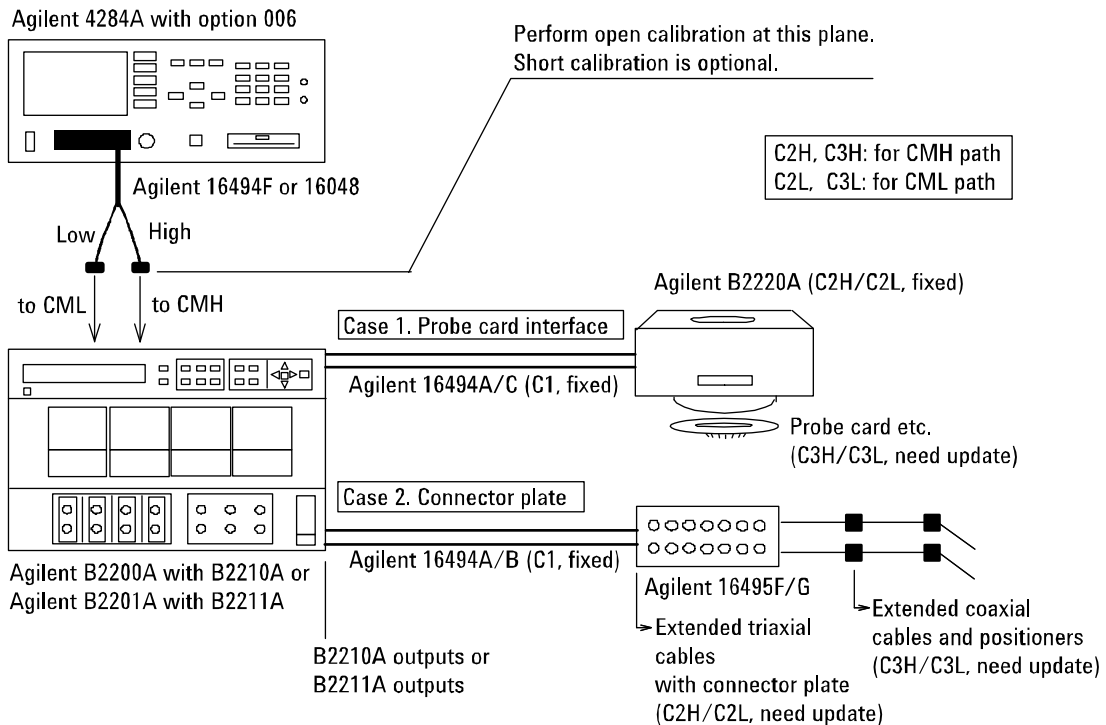 Agilent 4284A with option 006
Perform open calibration at this plane.
Short calibration is optional.
C2H, C3H: for CMH path
C2L, C3L: for CML path
Agilent 16494F or 16048
Low
High
to CML
to CMH
Agilent B2220A (C2H/C2L, fixed)
Case 1. Probe card interface
Agilent 16494A/C (C1, fixed)
Probe card etc.
(C3H/C3L, need update)
Case 2. Connector plate
Agilent 16494A/B (C1, fixed)
Agilent B2200A with B2210A or
Agilent B2201A with B2211A
Agilent 16495F/G
B2210A outputs or
B2211A outputs
Extended triaxial
cables
with connector plate
(C2H/C2L, need update)
Extended coaxial
cables and positioners
(C3H/C3L, need update)